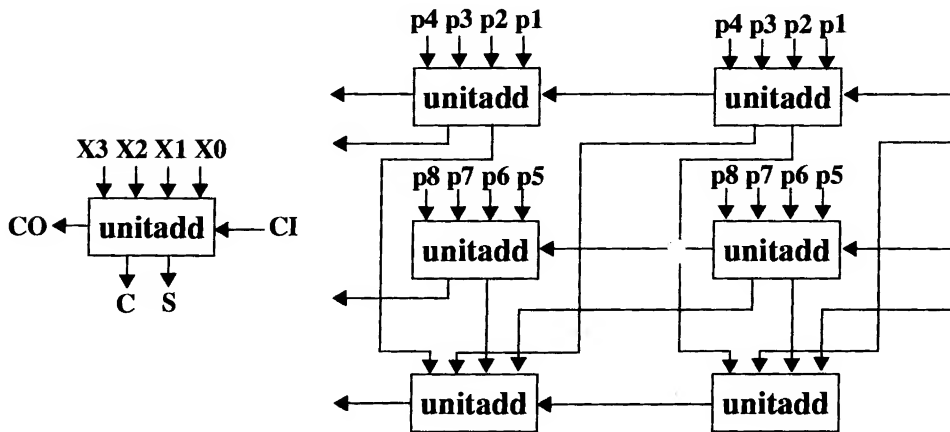 p4 p3 p2 p1
p4 p3 p2 p1
unitadd
unitadd
X3 X2 X1 X0
p8 p7 p6 p5
p8 p7 p6 p5
CO
unitadd
CI
unitadd
unitadd
C
S
unitadd
unitadd